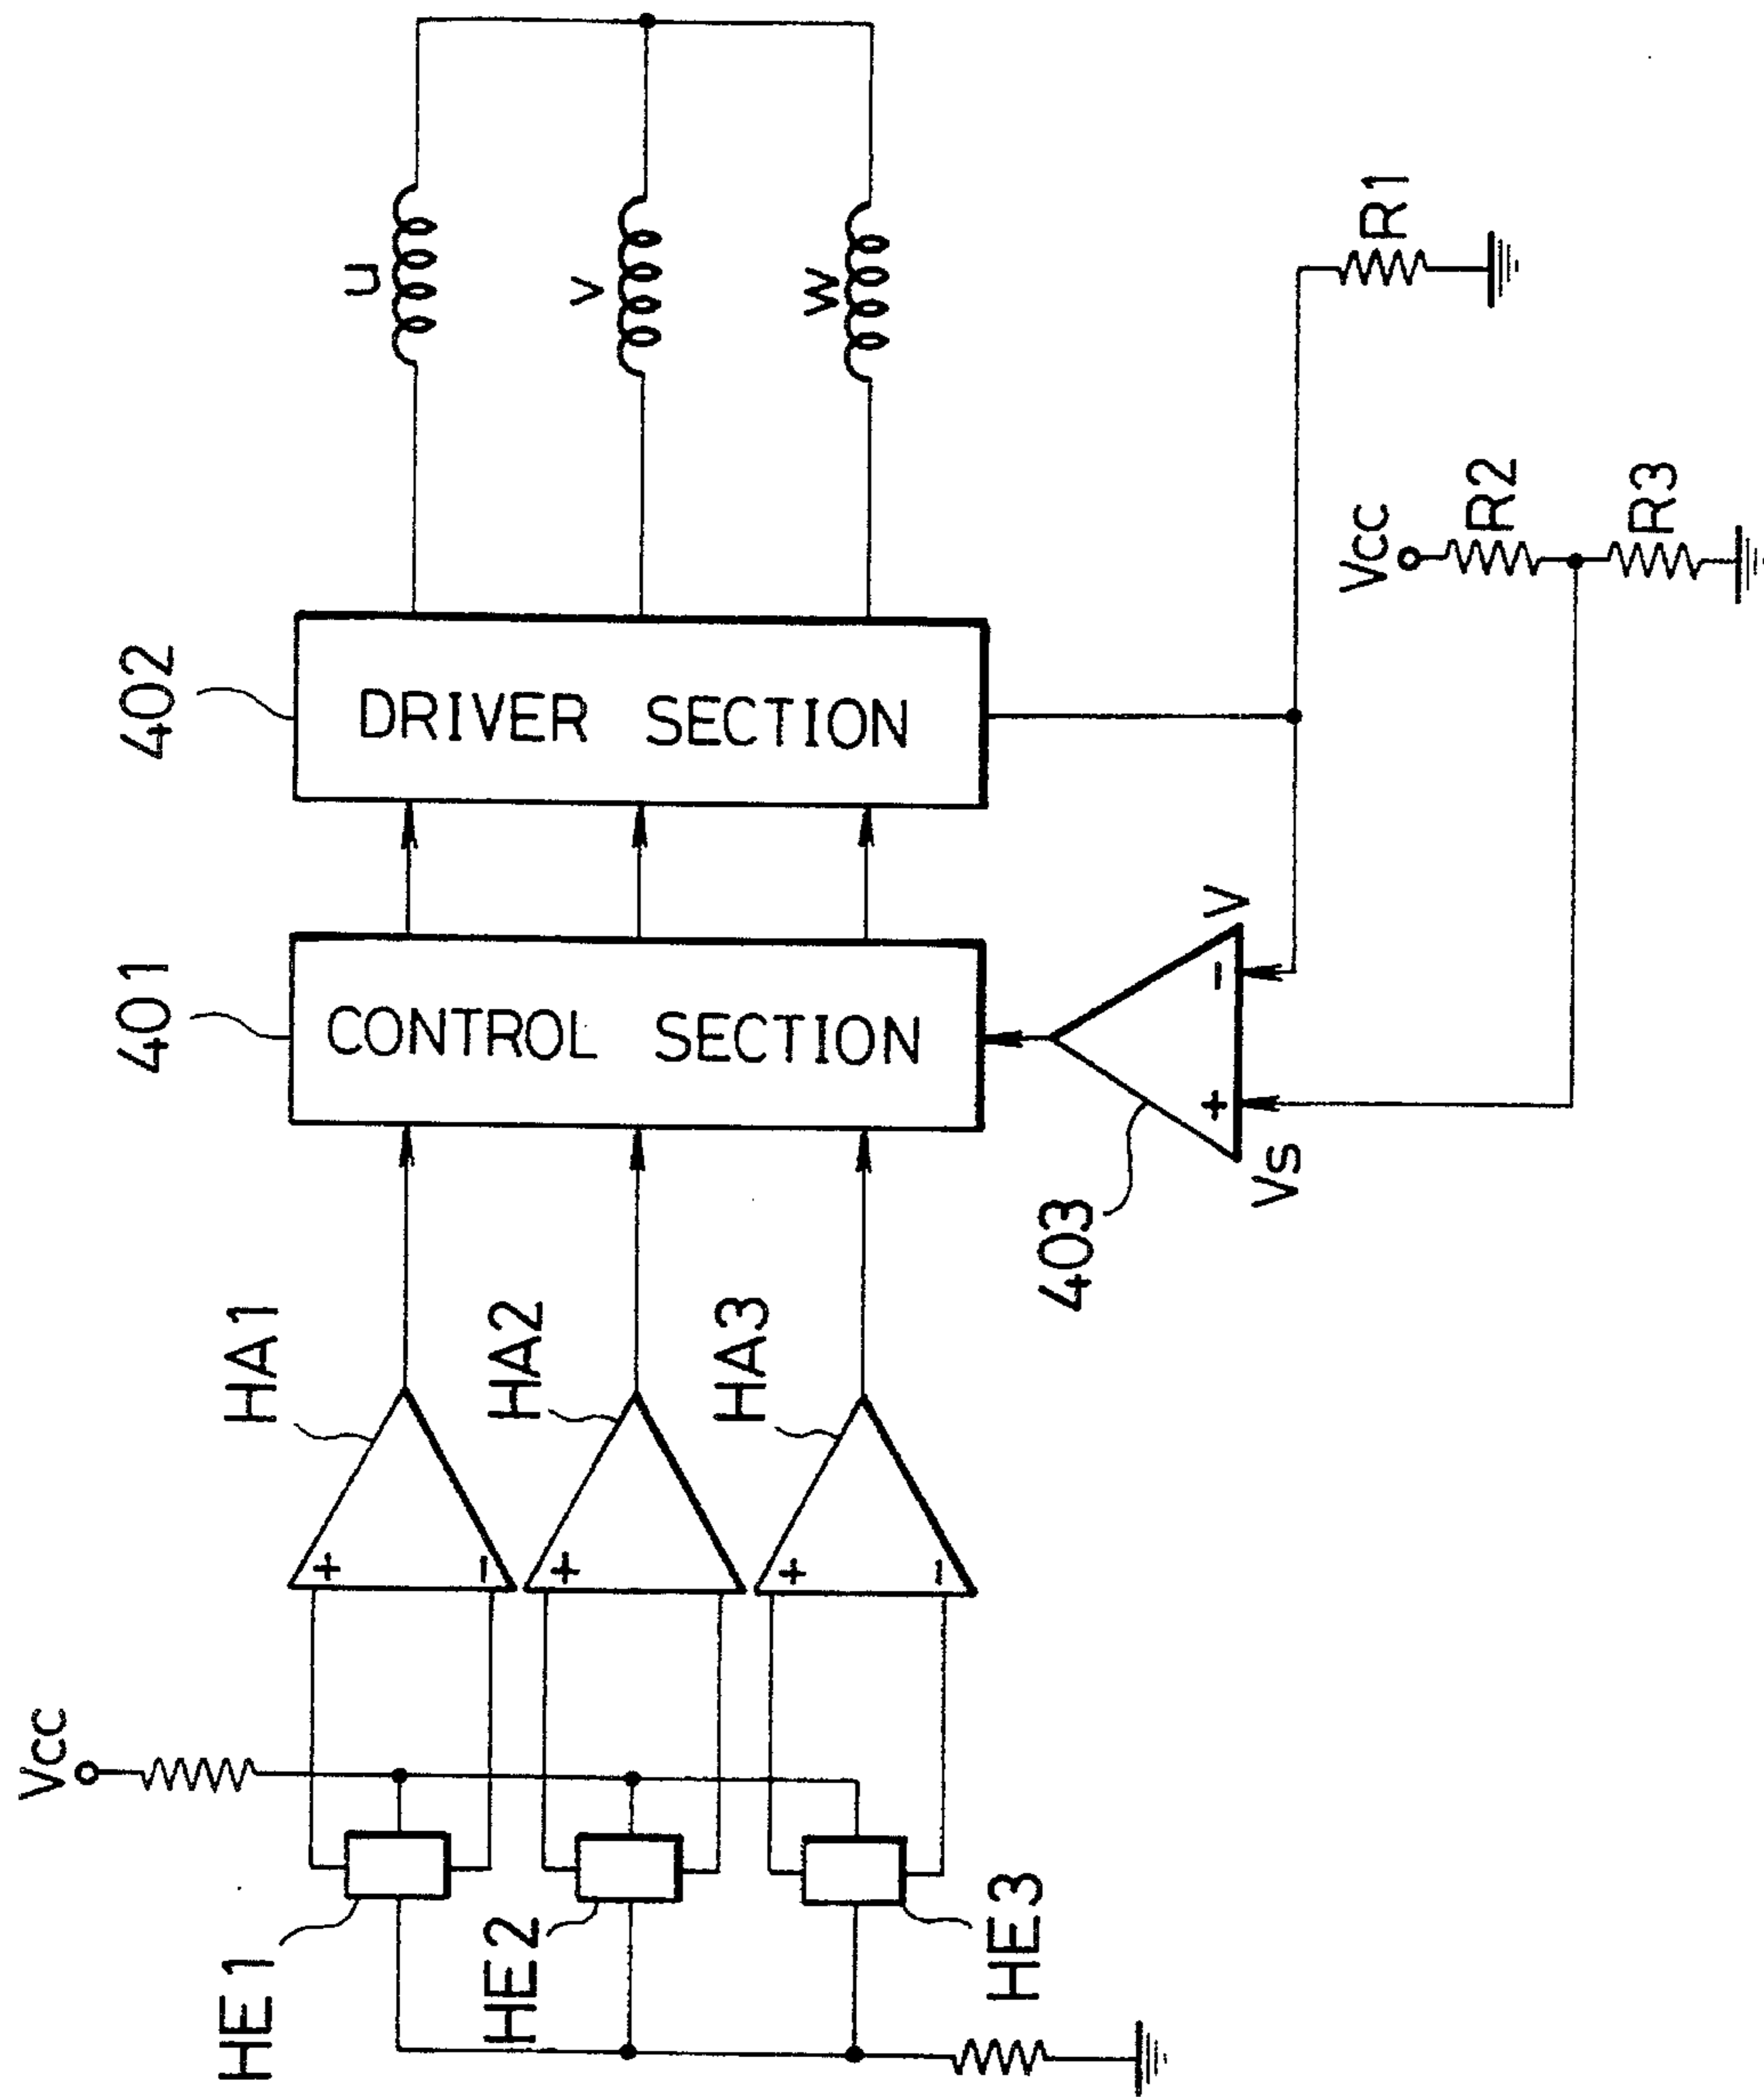 Vcc
HE1
HE2
HE3
HA1
+
−
HA2
+
HA3
+
−
401
CONTROL SECTION
402
DRIVER SECTION
u
v
w
403
+
−
Vs
V
Vcc
R1
R2
R3